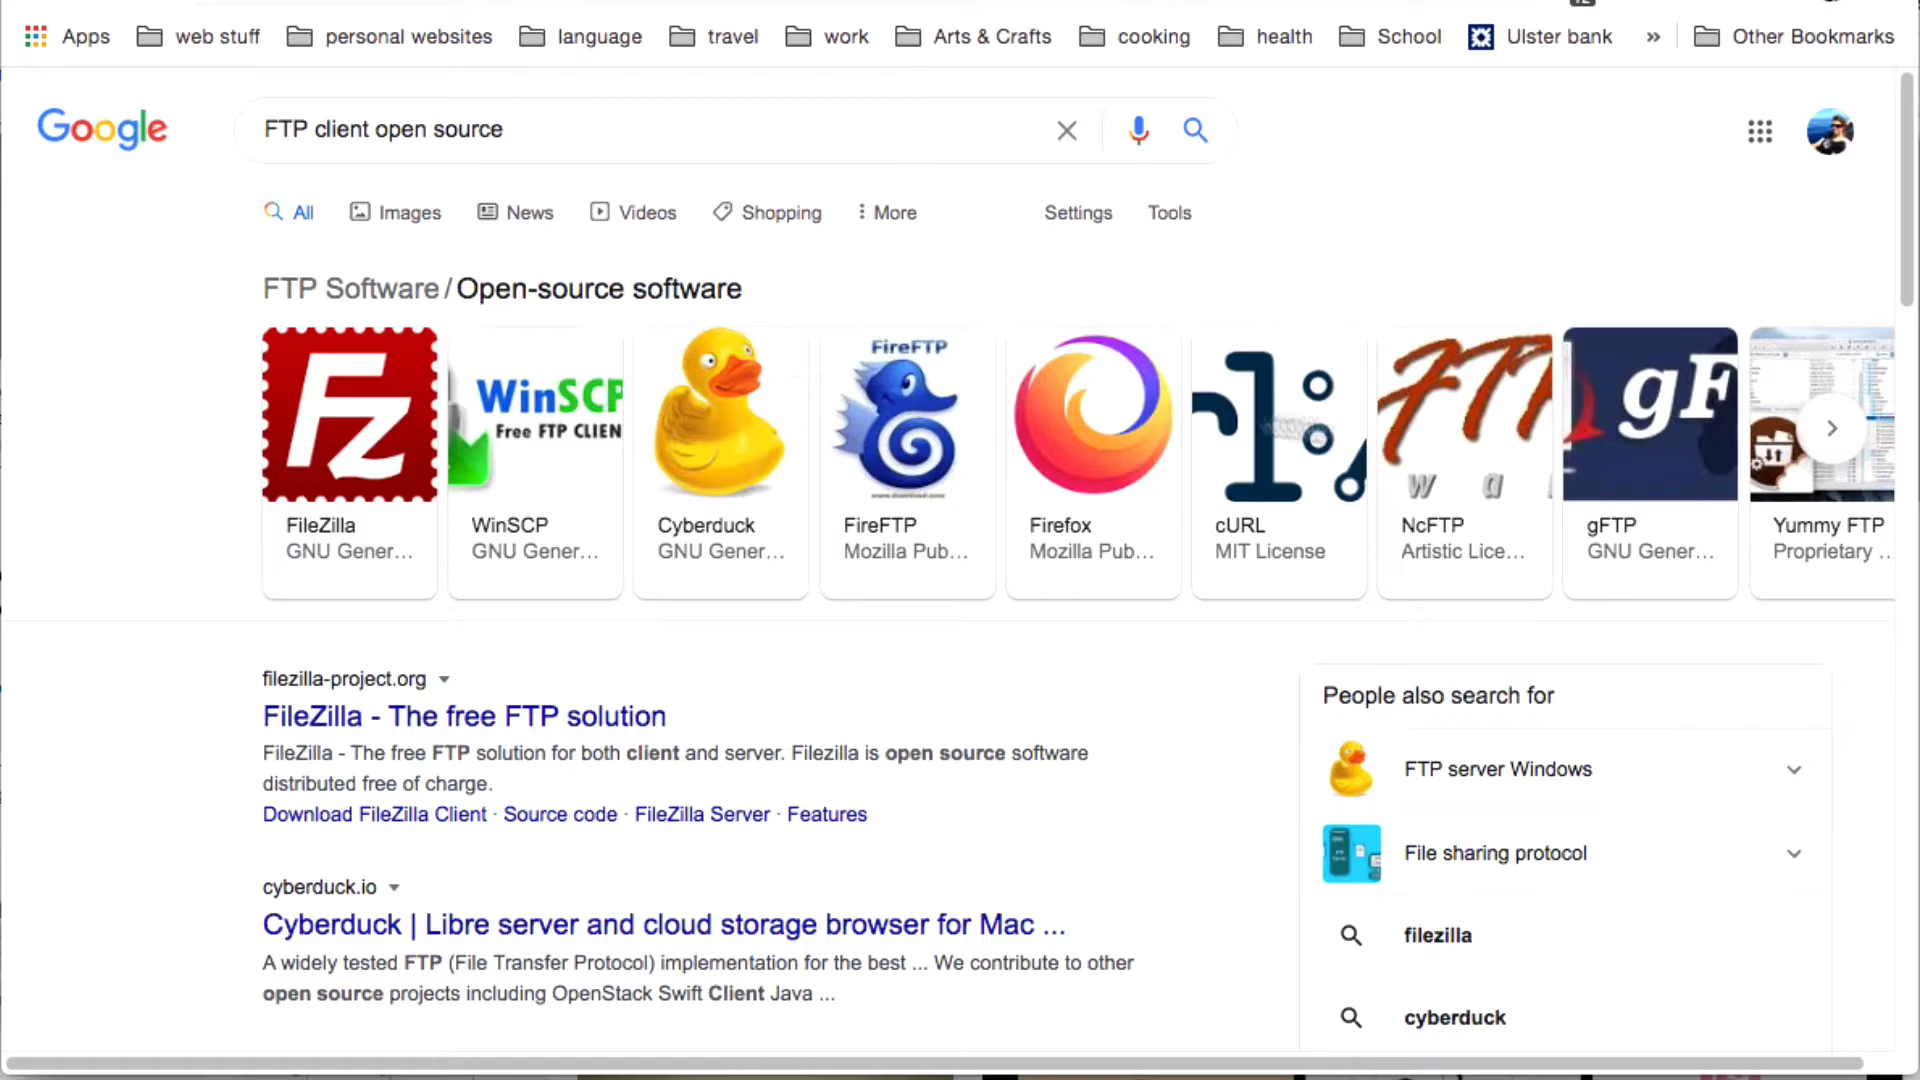 Apps web stuff personal websites language travel work Arts & Crafts cooking health School Ulster bank » Other Bookmarks
Google
FTP client open source
All Images News Videos Shopping More Settings Tools
FTP Software / Open-source software
Fz
WinSCP
Free FTP CLIEN
FireFTP
gF
FileZilla
GNU Gener...
WinSCP
GNU Gener...
Cyberduck
GNU Gener...
FireFTP
Mozilla Pub...
Firefox
Mozilla Pub...
cURL
MIT License
NcFTP
Artistic Lice...
gFTP
GNU Gener...
Yummy FTP
Proprietary ...
filezilla-project.org
FileZilla - The free FTP solution
FileZilla - The free FTP solution for both client and server. Filezilla is open source software
distributed free of charge.
Download FileZilla Client · Source code · FileZilla Server · Features
cyberduck.io
Cyberduck | Libre server and cloud storage browser for Mac ...
A widely tested FTP (File Transfer Protocol) implementation for the best ... We contribute to other
open source projects including OpenStack Swift Client Java ...
People also search for
FTP server Windows
File sharing protocol
filezilla
cyberduck